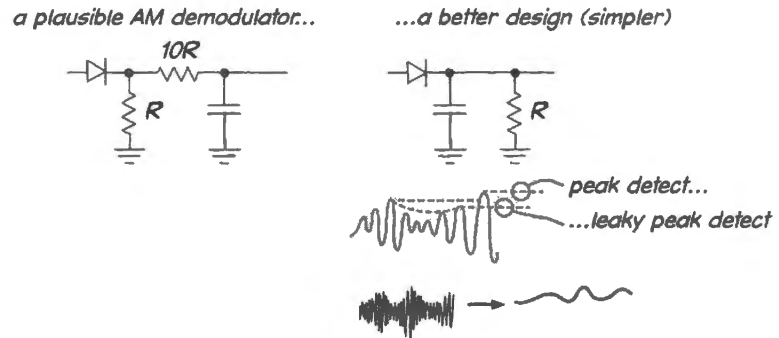 a plausible AM demodulator...
...a better design (simpler)
10R
R
R
peak detect...
...leaky peak detect